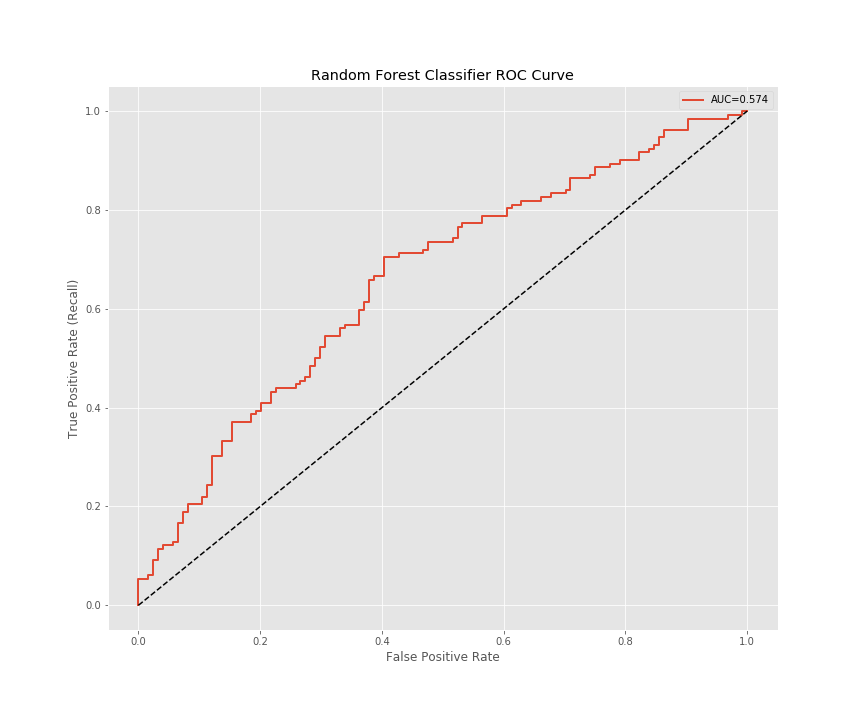 Random Forest Classifier ROC Curve
AUC=0.574
1.0
0.8
0.6
0.4
0.2
0.0
True Positive Rate (Recall)
0.0 0.2 0.4 0.6 0.8 1.0
False Positive Rate